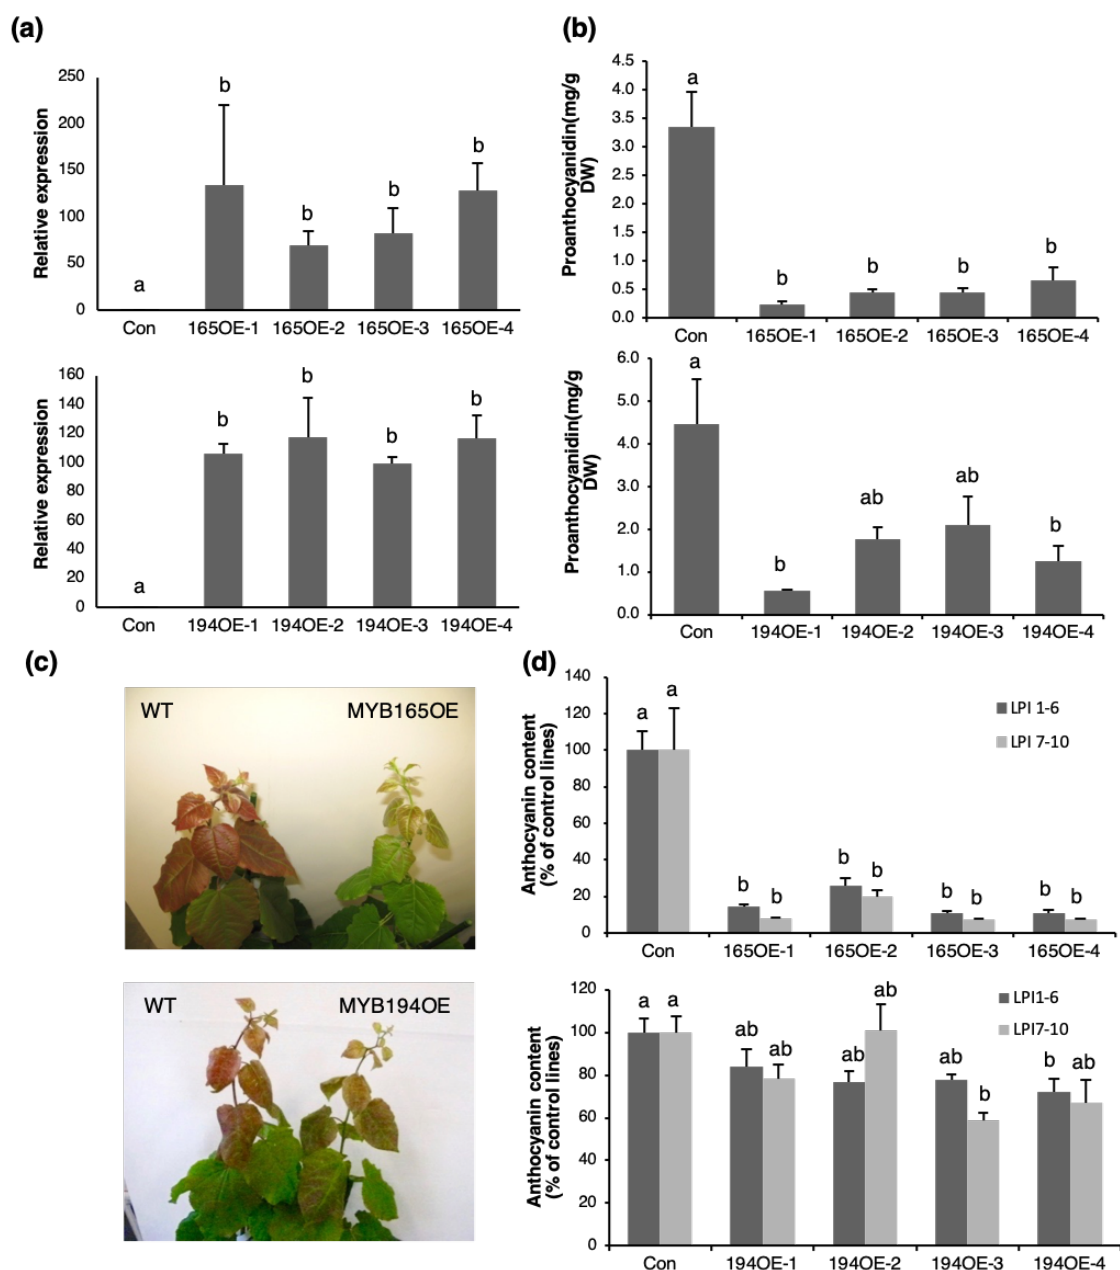 (a)
250
200
150
100
50
0
Relative expression
a
b
b
b
b
Con
165OE-1
165OE-2
165OE-3
165OE-4
160
140
120
100
80
60
40
20
0
Relative expression
a
b
b
b
b
Con
194OE-1
194OE-2
194OE-3
194OE-4
(b)
4.5
4.0
3.5
3.0
2.5
2.0
1.5
1.0
0.5
0.0
Proanthocyanidin(mg/g
DW)
a
b
b
b
b
Con
165OE-1
165OE-2
165OE-3
165OE-4
6.0
5.0
4.0
3.0
2.0
1.0
0.0
Proanthocyanidin(mg/g
DW)
a
b
ab
ab
b
Con
194OE-1
194OE-2
194OE-3
194OE-4
(c)
WT
MYB165OE
WT
MYB194OE
(d)
140
120
100
80
60
40
20
0
Anthocyanin content
(% of control lines)
LPI 1-6
LPI 7-10
a
a
b
b
b
b
b
b
b
b
Con
165OE-1
165OE-2
165OE-3
165OE-4
120
100
80
60
40
20
0
Anthocyanin content
(% of control lines)
LPI1-6
LPI7-10
a
a
ab
ab
ab
ab
ab
b
b
ab
Con
194OE-1
194OE-2
194OE-3
194OE-4